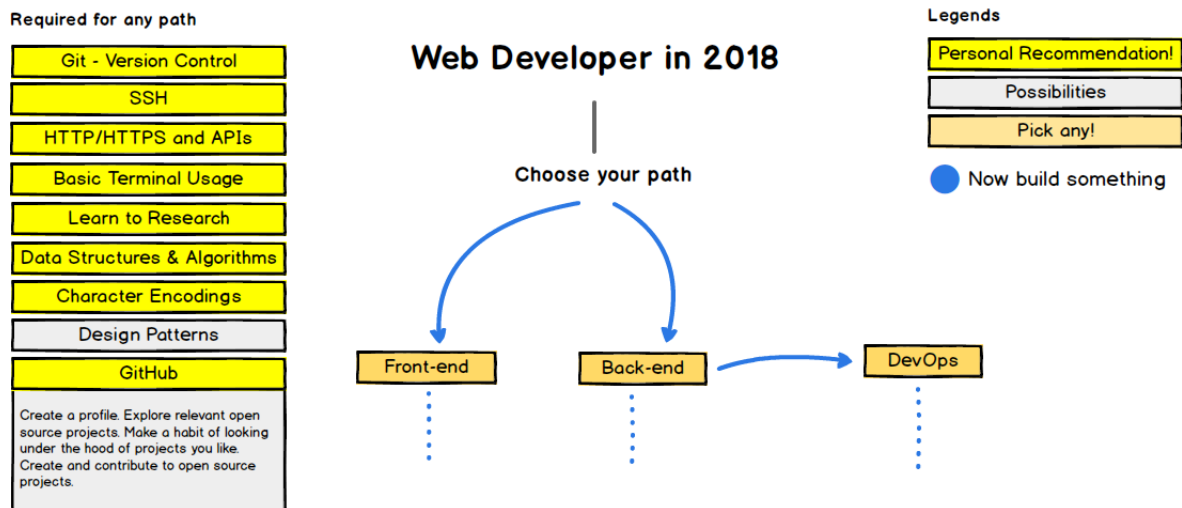 Required for any path
Git - Version Control
SSH
HTTP/HTTPS and APIs
Basic Terminal Usage
Learn to Research
Data Structures & Algorithms
Character Encodings
Design Patterns
GitHub
Create a profile. Explore relevant open
source projects. Make a habit of looking
under the hood of projects you like.
Create and contribute to open source
projects.
Web Developer in 2018
Choose your path
Front-end
Back-end
DevOps
Legends
Personal Recommendation!
Possibilities
Pick any!
Now build something